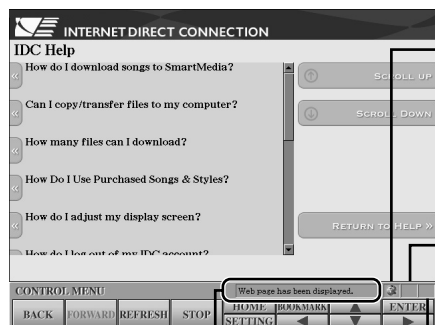 INTERNET DIRECT CONNECTION
IDC Help
How do I download songs to SmartMedia?
SCROLL UP
Can I copy/transfer files to my computer?
SCROLL DOWN
How many files can I download?
How Do I Use Purchased Songs & Styles?
How do I adjust my display screen?
RETURN TO HELP »
How do I log out of my IDC account?
CONTROL MENU
Web page has been displayed.
BACK FORWARD REFRESH STOP HOME BOOKMARK ENTER
SETTING